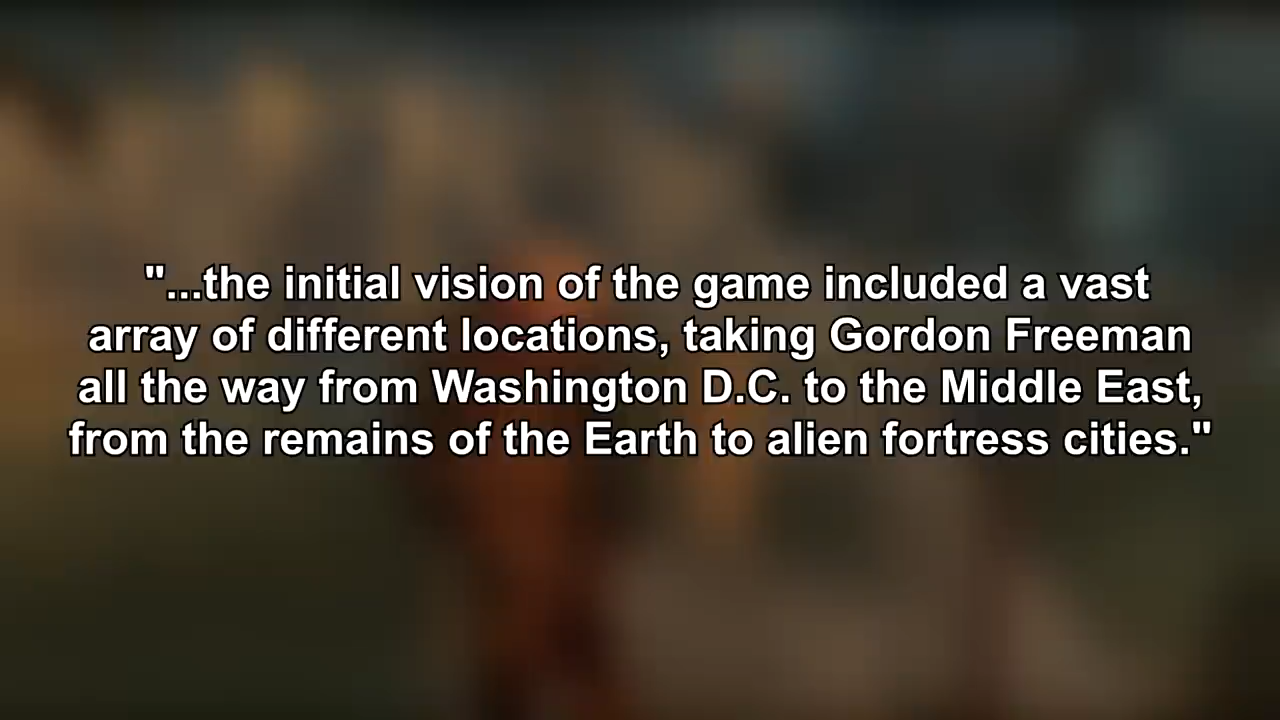 "...the initial vision of the game included a vast
array of different locations, taking Gordon Freeman
all the way from Washington D.C. to the Middle East,
from the remains of the Earth to alien fortress cities."